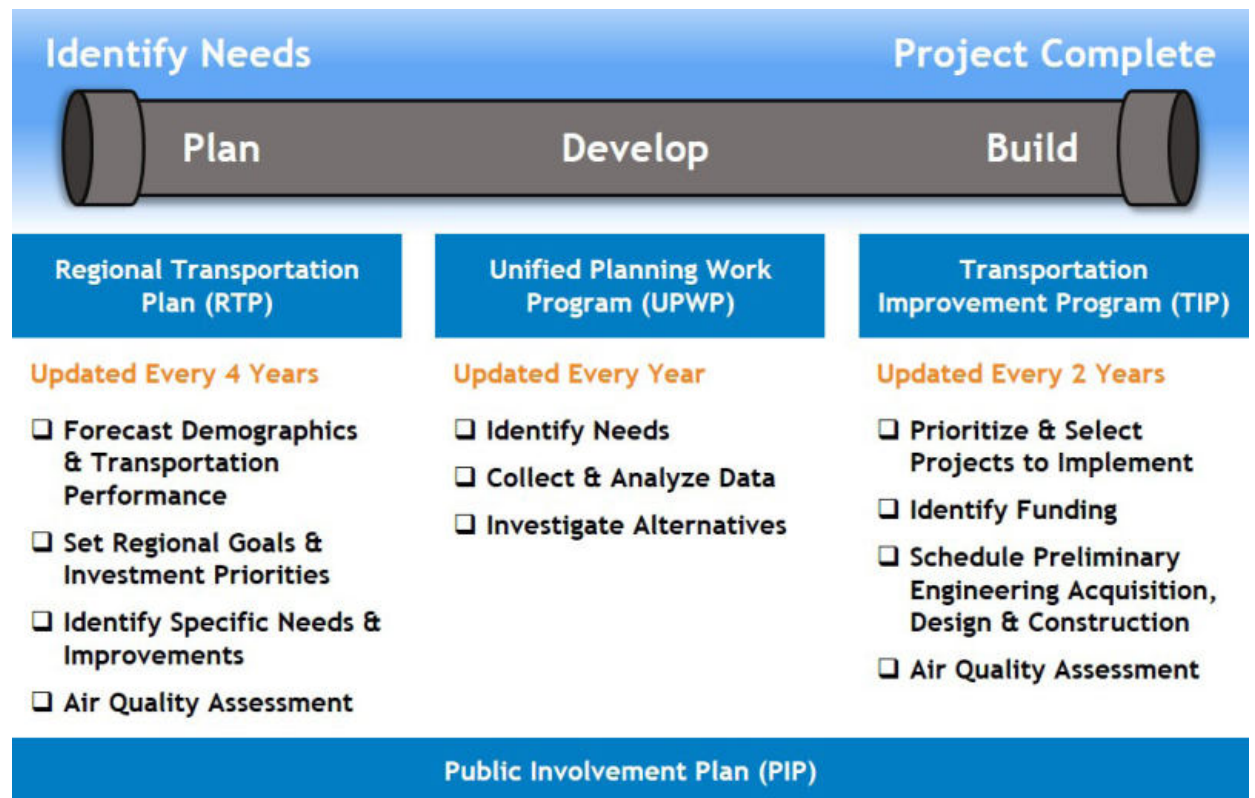 Identify Needs
Project Complete
Plan
Develop
Build
Regional Transportation
Plan (RTP)
Updated Every 4 Years
❑ Forecast Demographics
& Transportation
Performance
❑ Set Regional Goals &
Investment Priorities
❑ Identify Specific Needs &
Improvements
❑ Air Quality Assessment
Unified Planning Work
Program (UPWP)
Updated Every Year
❑ Identify Needs
❑ Collect & Analyze Data
❑ Investigate Alternatives
Transportation
Improvement Program (TIP)
Updated Every 2 Years
❑ Prioritize & Select
Projects to Implement
❑ Identify Funding
❑ Schedule Preliminary
Engineering Acquisition,
Design & Construction
❑ Air Quality Assessment
Public Involvement Plan (PIP)